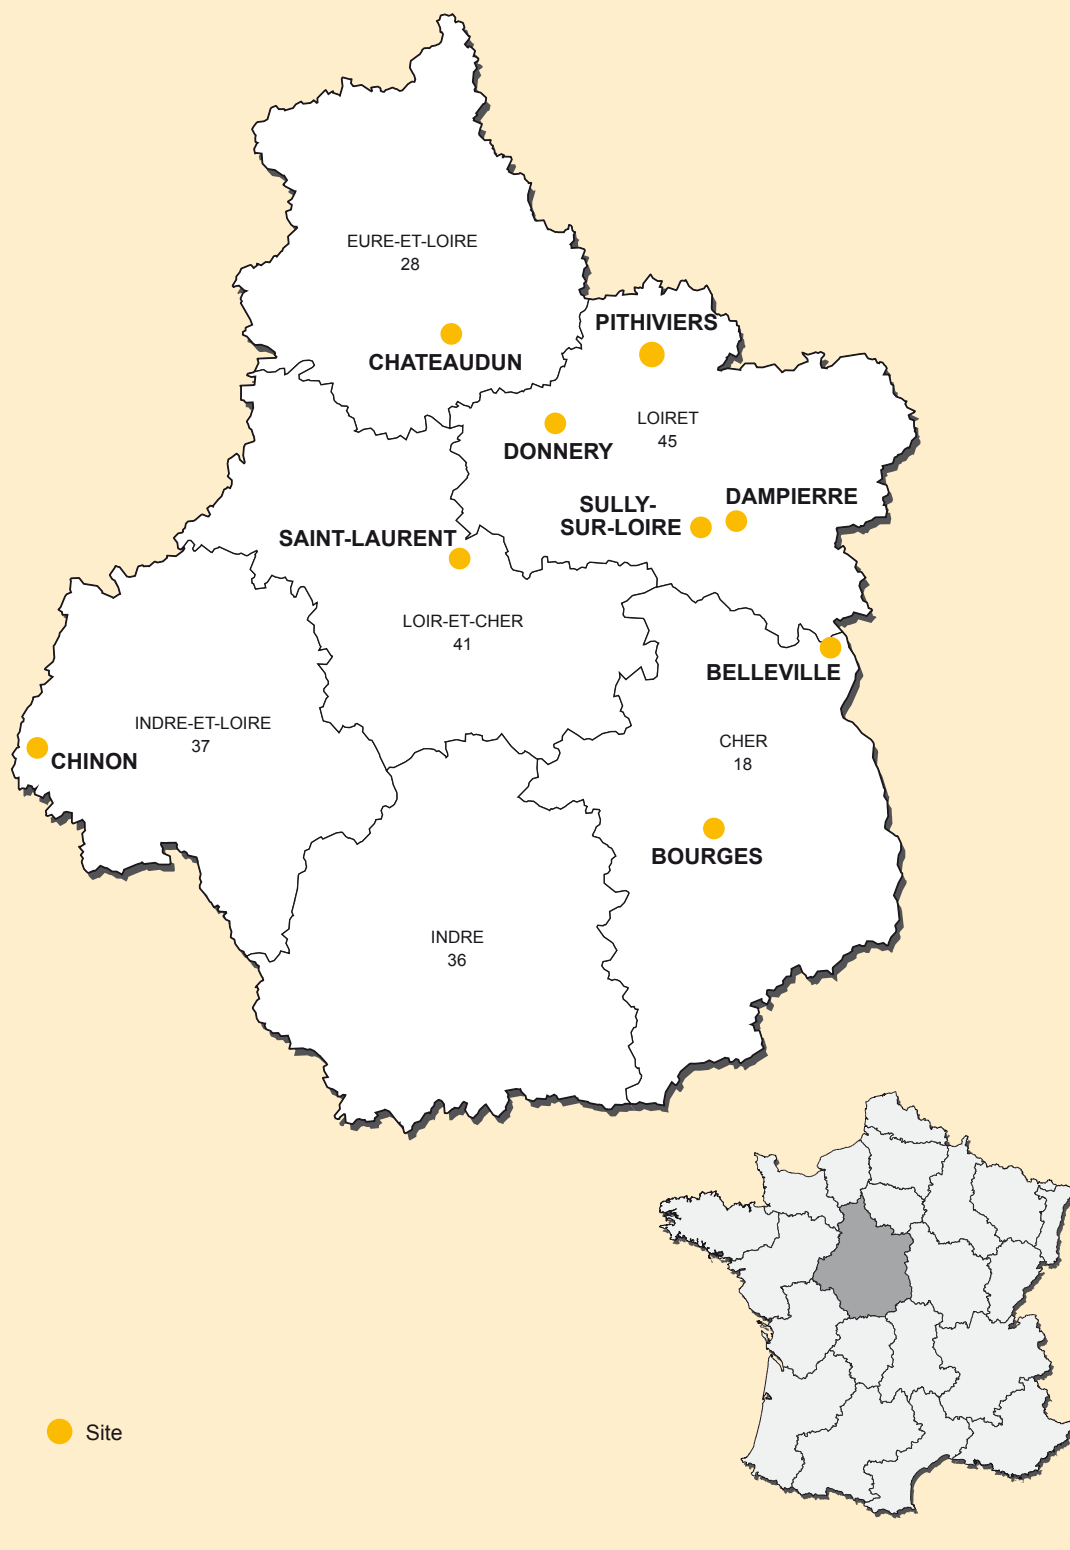 EURE-ET-LOIRE
28
PITHIVIERS
CHATEAUDUN
LOIRET
45
DONNERY
DAMPIERRE
SULLY-
SUR-LOIRE
SAINT-LAURENT
LOIR-ET-CHER
41
BELLEVILLE
INDRE-ET-LOIRE
37
CHINON
CHER
18
BOURGES
INDRE
36
Site